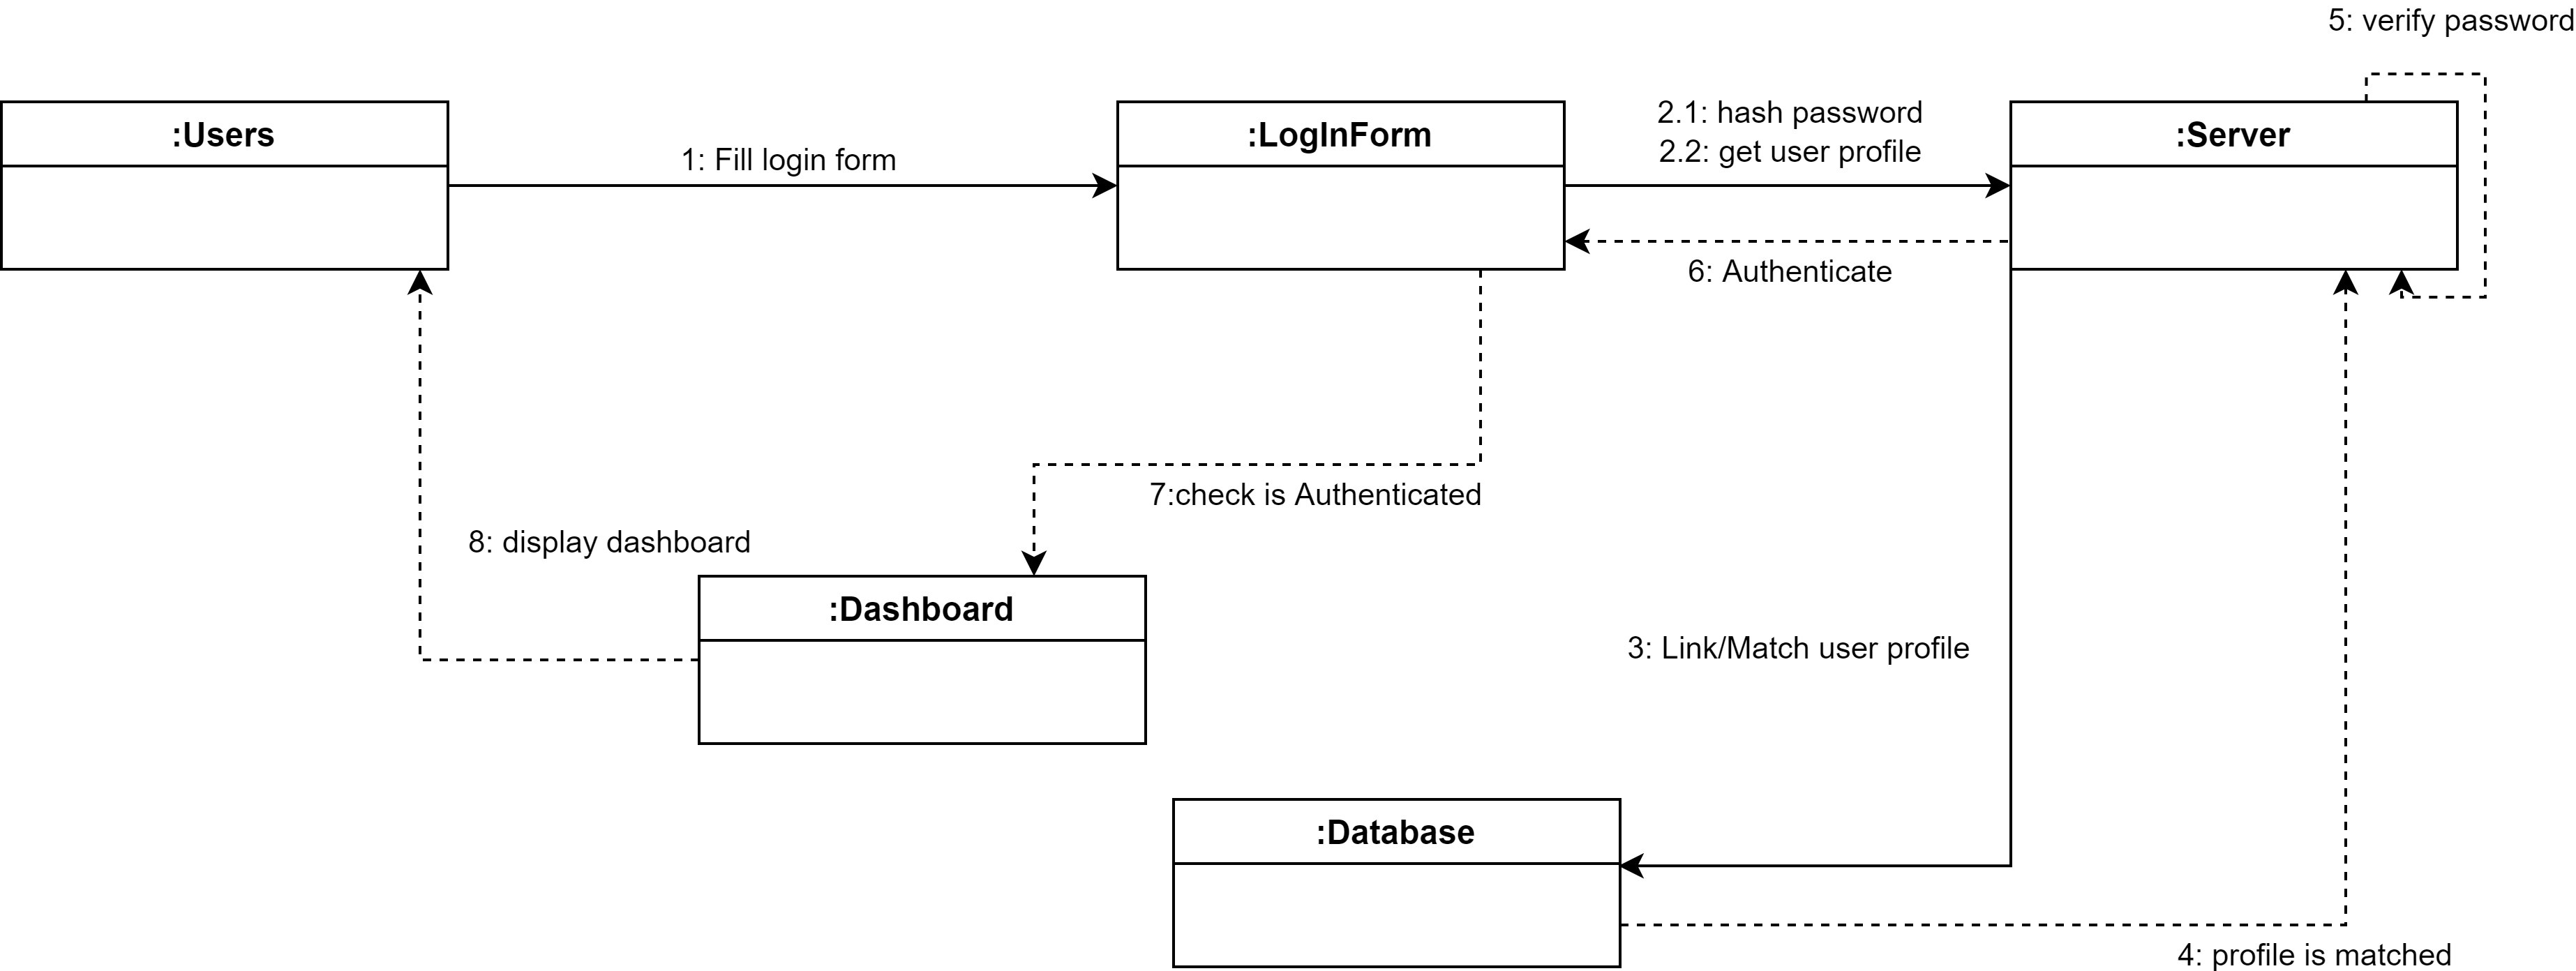 5: verify password
:Users
:LogInForm
2.1: hash password
2.2: get user profile
:Server
1: Fill login form
6: Authenticate
7:check is Authenticated
8: display dashboard
:Dashboard
3: Link/Match user profile
:Database
4: profile is matched